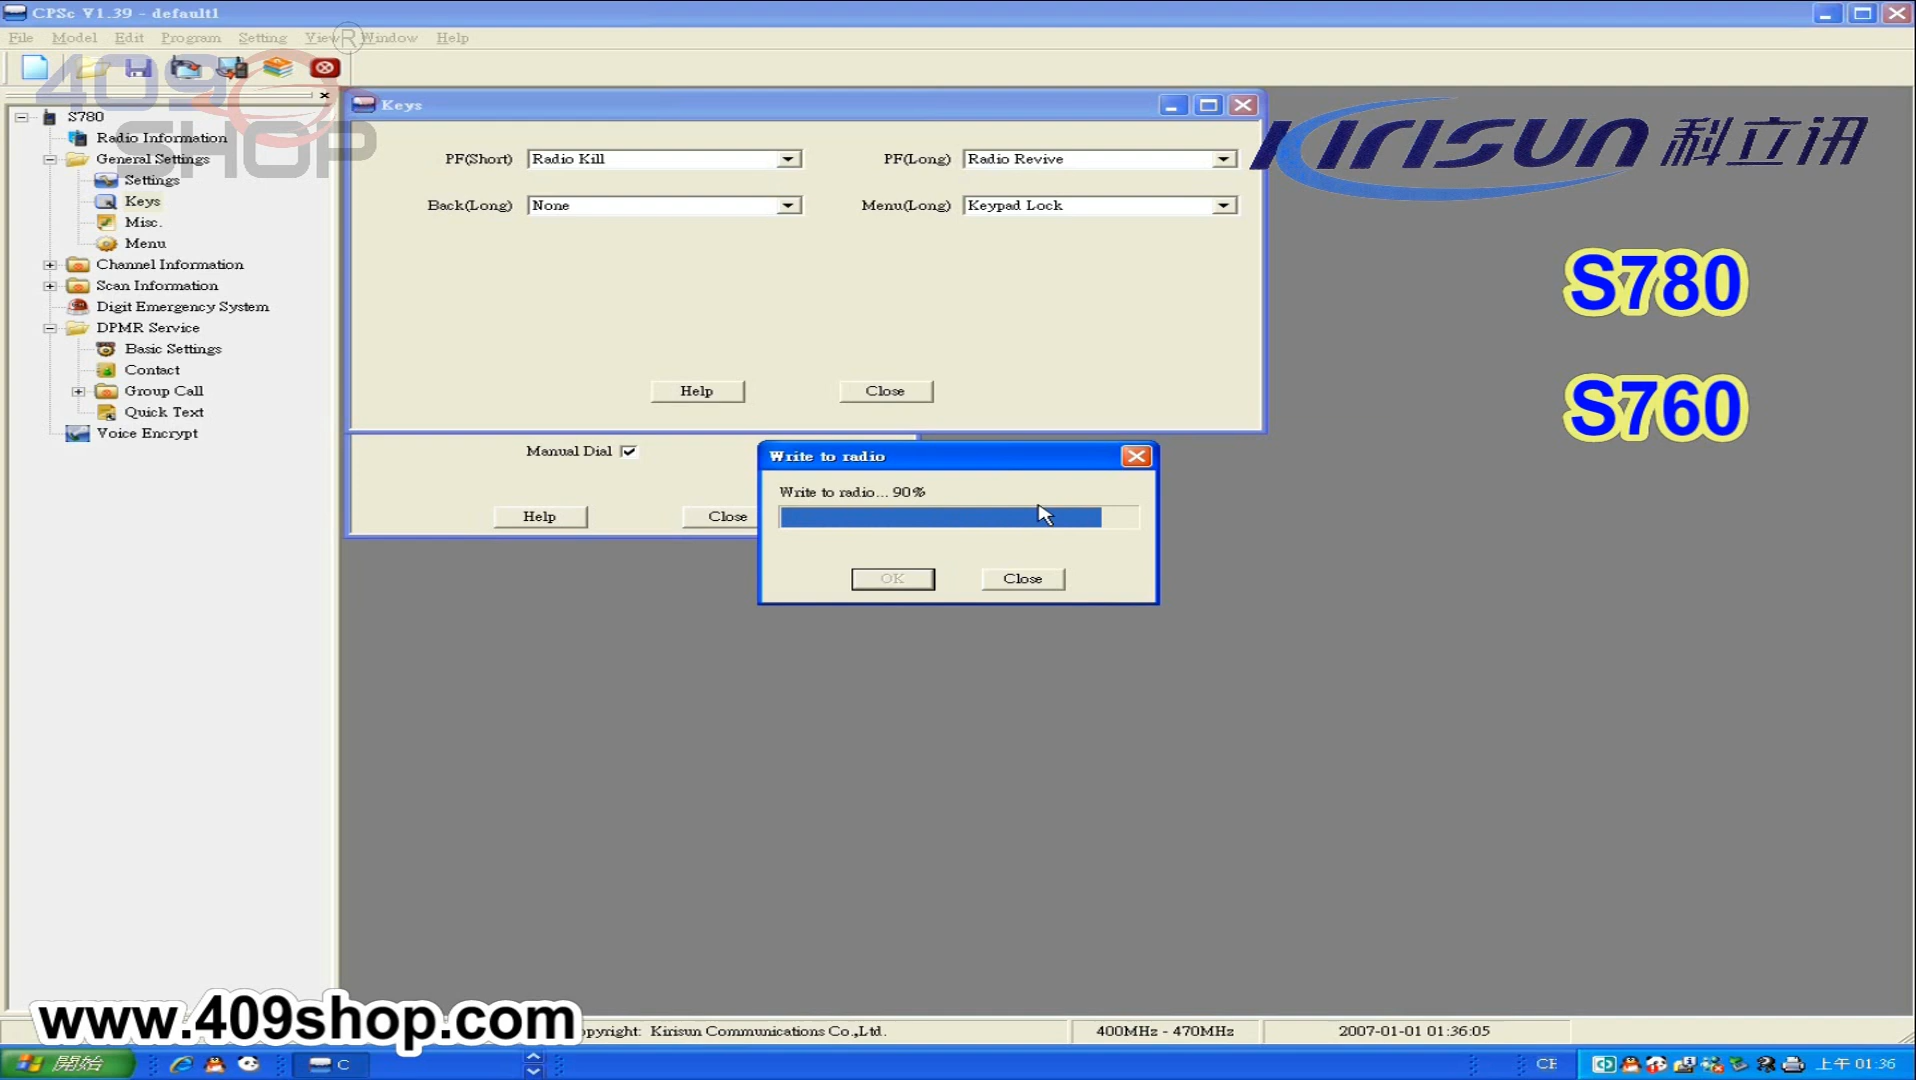 CPSc V1.39 - default1
File Model Edit Program Setting View Window Help
409 SHOP ®
S780
Radio Information
General Settings
Settings
Keys
Misc.
Menu
Channel Information
Scan Information
Digit Emergency System
DPMR Service
Basic Settings
Contact
Group Call
Quick Text
Voice Encrypt
Keys
PF(Short) Radio Kill PF(Long) Radio Revive
Back(Long) None Menu(Long) Keypad Lock
Help Close
Manual Dial
Help Close
Write to radio
Write to radio... 90%
OK Close
KIRISUN 科立讯
S780
S760
www.409shop.com
opyright: Kirisun Communications Co.,Ltd. 400MHz - 470MHz 2007-01-01 01:36:05
開始 C CH 上午 01:36